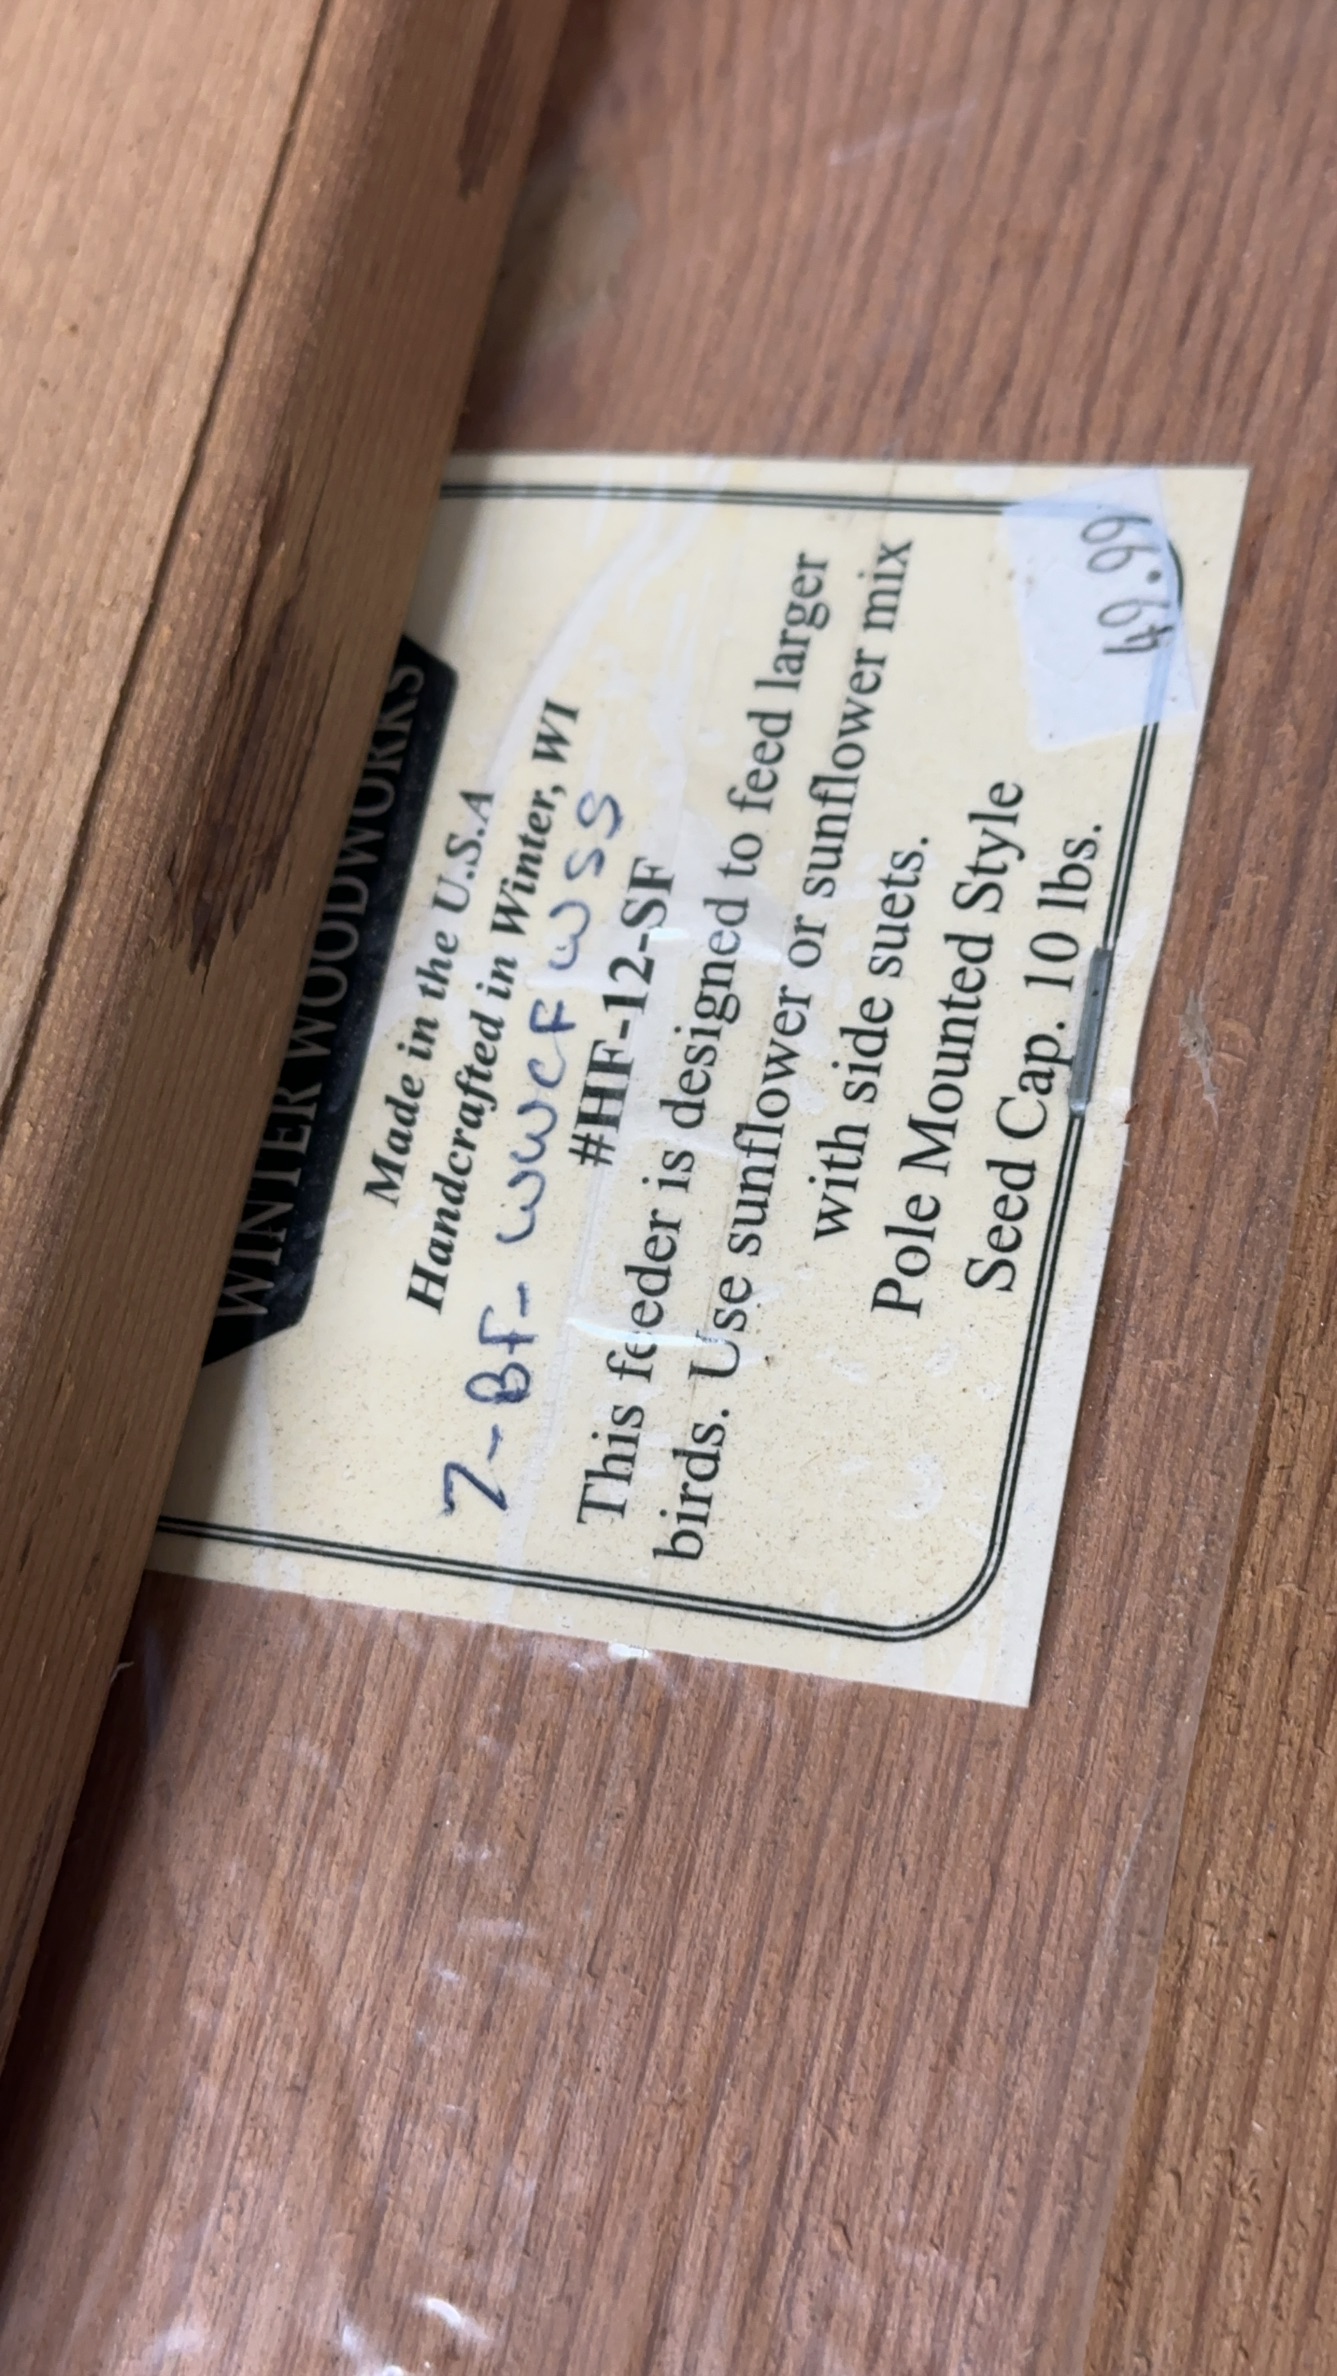 WINTER WOODWORKS
Made in the U.S.A
Handcrafted in Winter, WI
7-BF-WWCFWSS
#HF-12-SF
This feeder is designed to feed larger
birds. Use sunflower or sunflower mix
with side suets.
Pole Mounted Style
Seed Cap. 10 lbs.
49.99